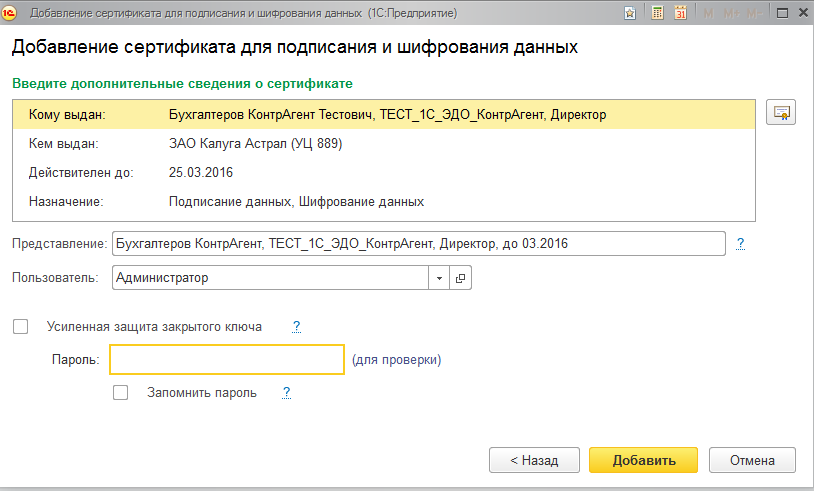 1С Добавление сертификата для подписания и шифрования данных (1С:Предприятие) 31 M M+ M-
Добавление сертификата для подписания и шифрования данных
Введите дополнительные сведения о сертификате
Кому выдан: Бухгалтеров КонтрАгент Тестович, ТЕСТ_1С_ЭДО_КонтрАгент, Директор
Кем выдан: ЗАО Калуга Астрал (УЦ 889)
Действителен до: 25.03.2016
Назначение: Подписание данных, Шифрование данных
Представление: Бухгалтеров КонтрАгент, ТЕСТ_1С_ЭДО_КонтрАгент, Директор, до 03.2016 ?
Пользователь: Администратор
Усиленная защита закрытого ключа ?
Пароль: (для проверки)
Запомнить пароль ?
< Назад Добавить Отмена